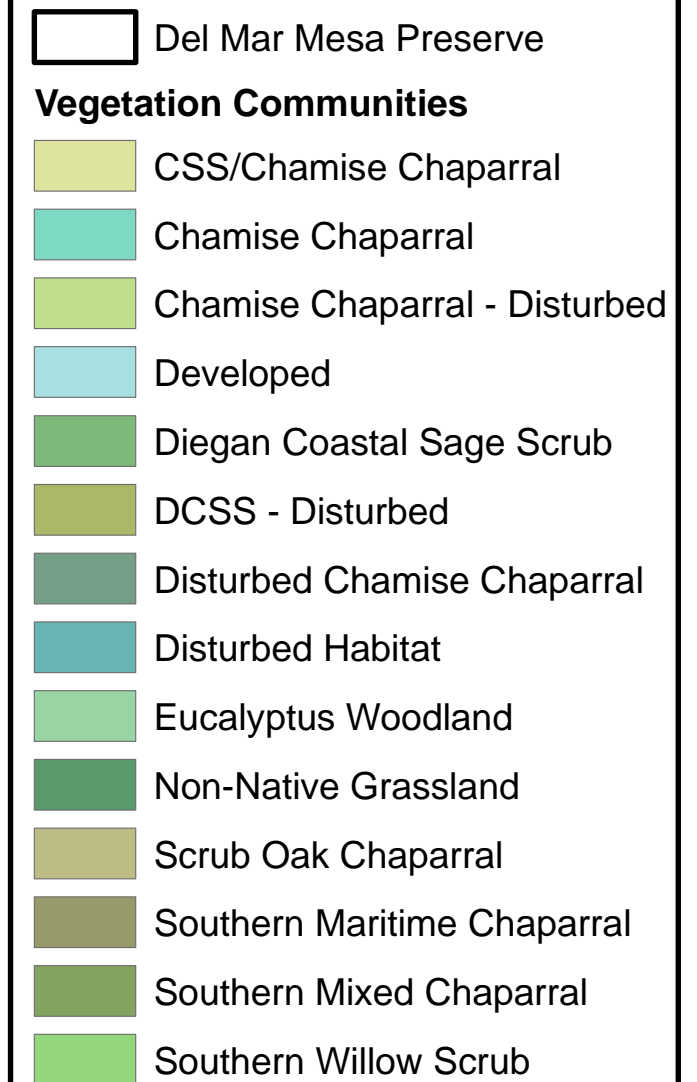 Del Mar Mesa Preserve
Vegetation Communities
CSS/Chamise Chaparral
Chamise Chaparral
Chamise Chaparral - Disturbed
Developed
Diegan Coastal Sage Scrub
DCSS - Disturbed
Disturbed Chamise Chaparral
Disturbed Habitat
Eucalyptus Woodland
Non-Native Grassland
Scrub Oak Chaparral
Southern Maritime Chaparral
Southern Mixed Chaparral
Southern Willow Scrub